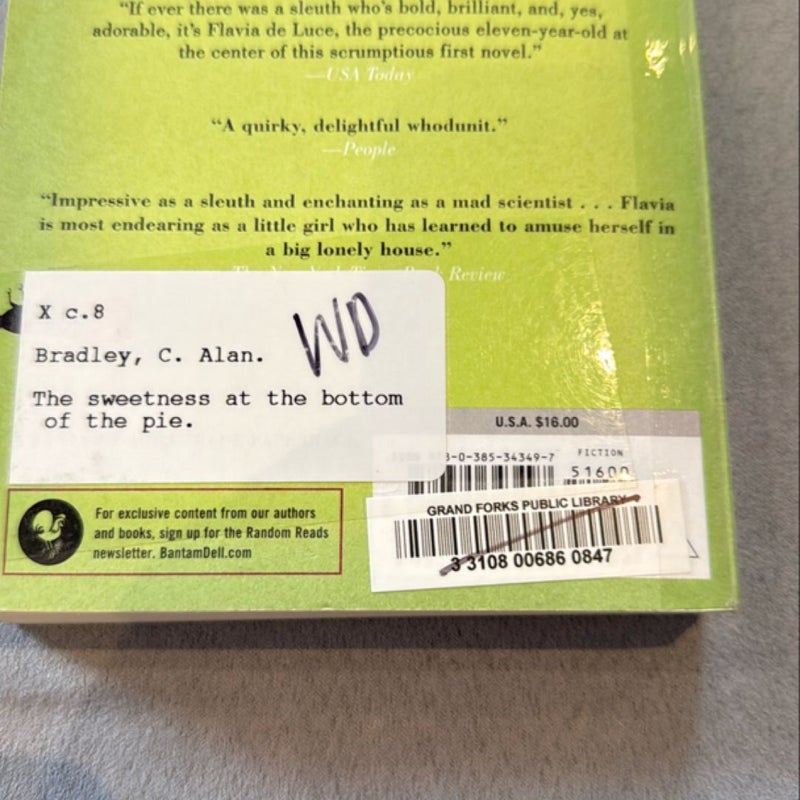 “If ever there was a sleuth who’s bold, brilliant, and, yes,
adorable, it’s Flavia de Luce, the precocious eleven-year-old at
the center of this scrumptious first novel.”
—USA Today
“A quirky, delightful whodunit.”
—People
“Impressive as a sleuth and enchanting as a mad scientist . . . Flavia
is most endearing as a little girl who has learned to amuse herself in
a big lonely house.”
Review
X c.8
WD
Bradley, C. Alan.
The sweetness at the bottom
of the pie.
U.S.A. $16.00
3-0-385-34349-7
FICTION
51600
GRAND FORKS PUBLIC LIBRARY
3 3108 00686 0847
For exclusive content from our authors
and books, sign up for the Random Reads
newsletter. BantamDell.com